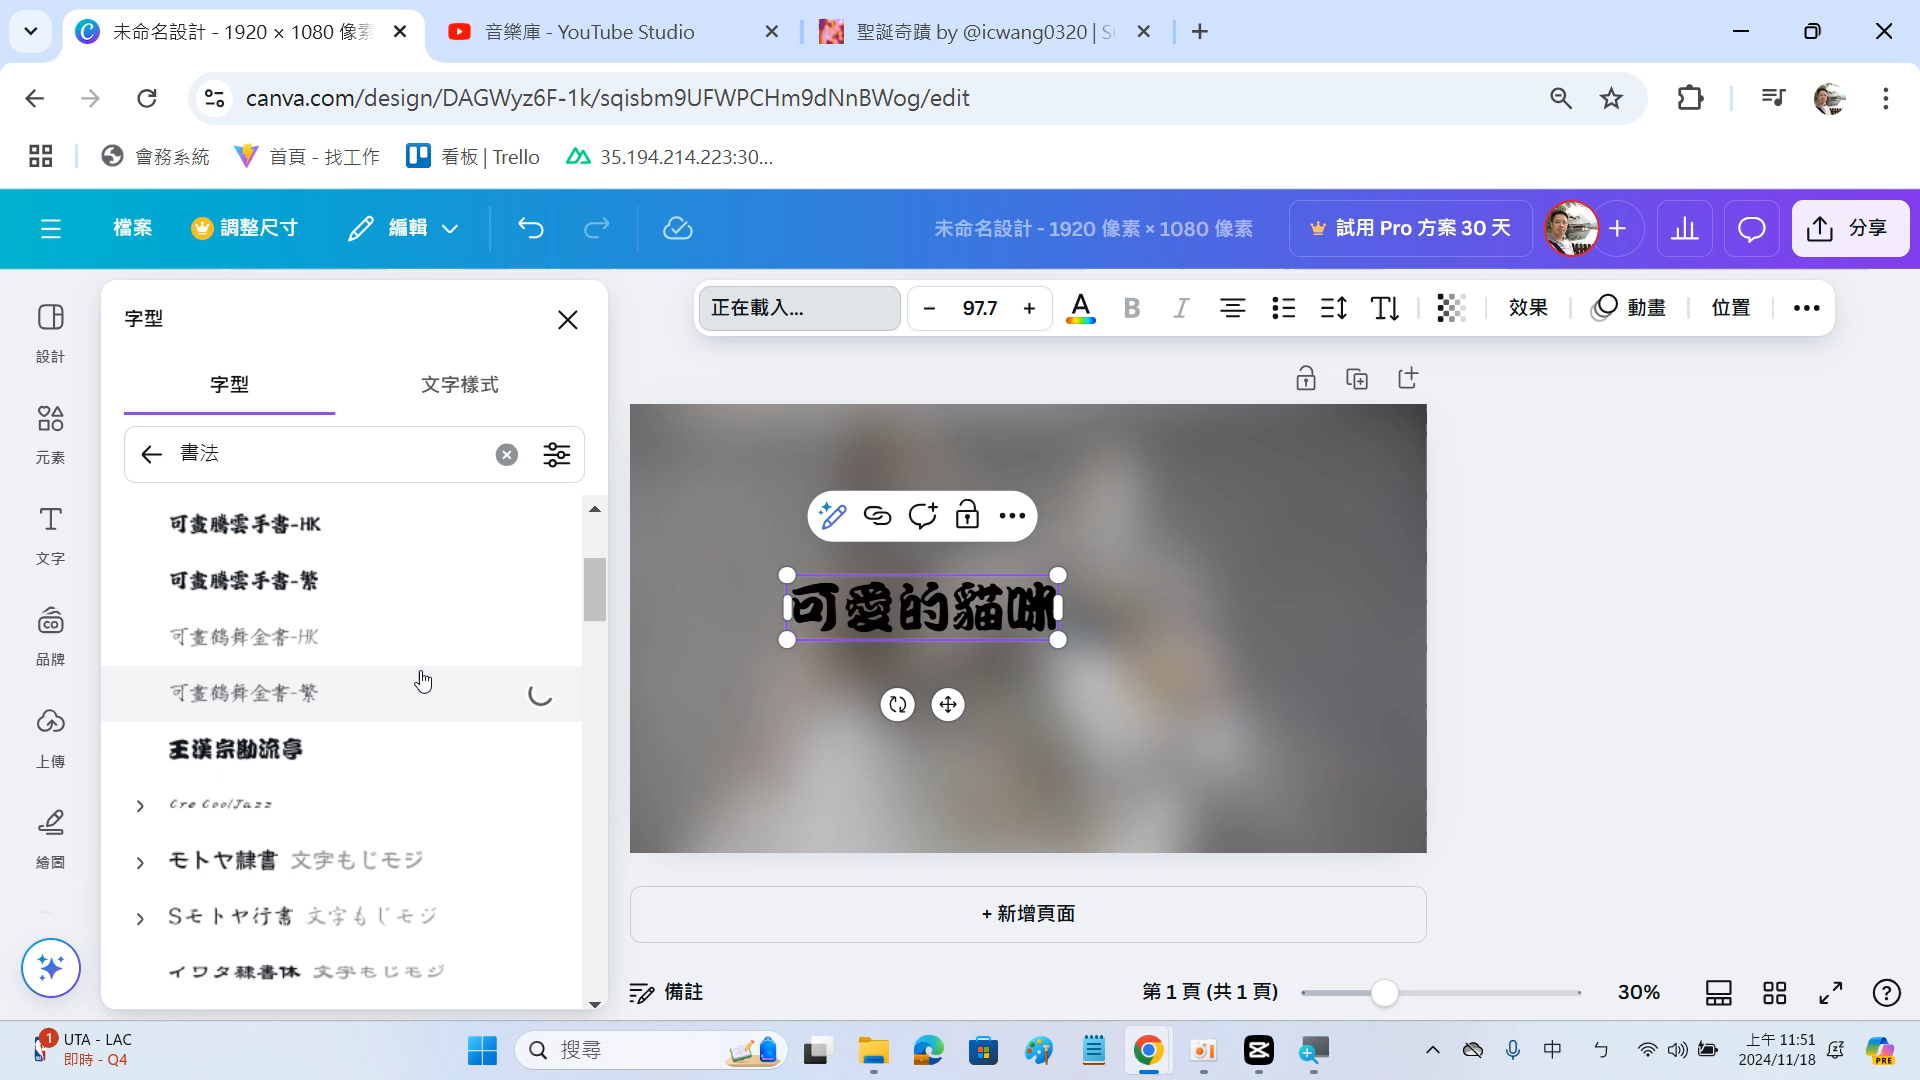 未命名設計 - 1920 × 1080 像素
音樂庫 - YouTube Studio
聖誕奇蹟 by @icwang0320 | S
canva.com/design/DAGWyz6F-1k/sqisbm9UFWPCHm9dNnBWog/edit
會務系統
首頁 - 找工作
看板 | Trello
35.194.214.223:30...
檔案
調整尺寸
編輯
未命名設計 - 1920 像素 × 1080 像素
試用 Pro 方案 30 天
分享
正在載入...
97.7
A
B
I
效果
動畫
位置
設計
元素
文字
品牌
上傳
繪圖
字型
字型
文字樣式
書法
可畫騰雲手書-HK
可畫騰雲手書-繁
可畫鶴舞金書-HK
可畫鶴舞金書-繁
王漢宗勘流亭
Cre CoolJazz
モトヤ隷書 文字もじモジ
Sモトヤ行書 文字もじモジ
イワタ隷書体 文字もじモジ
可愛的貓咪
+ 新增頁面
備註
第 1 頁 (共 1 頁)
30%
1
UTA - LAC
即時 - Q4
搜尋
中
ㄅ
上午 11:51
2024/11/18
PRE